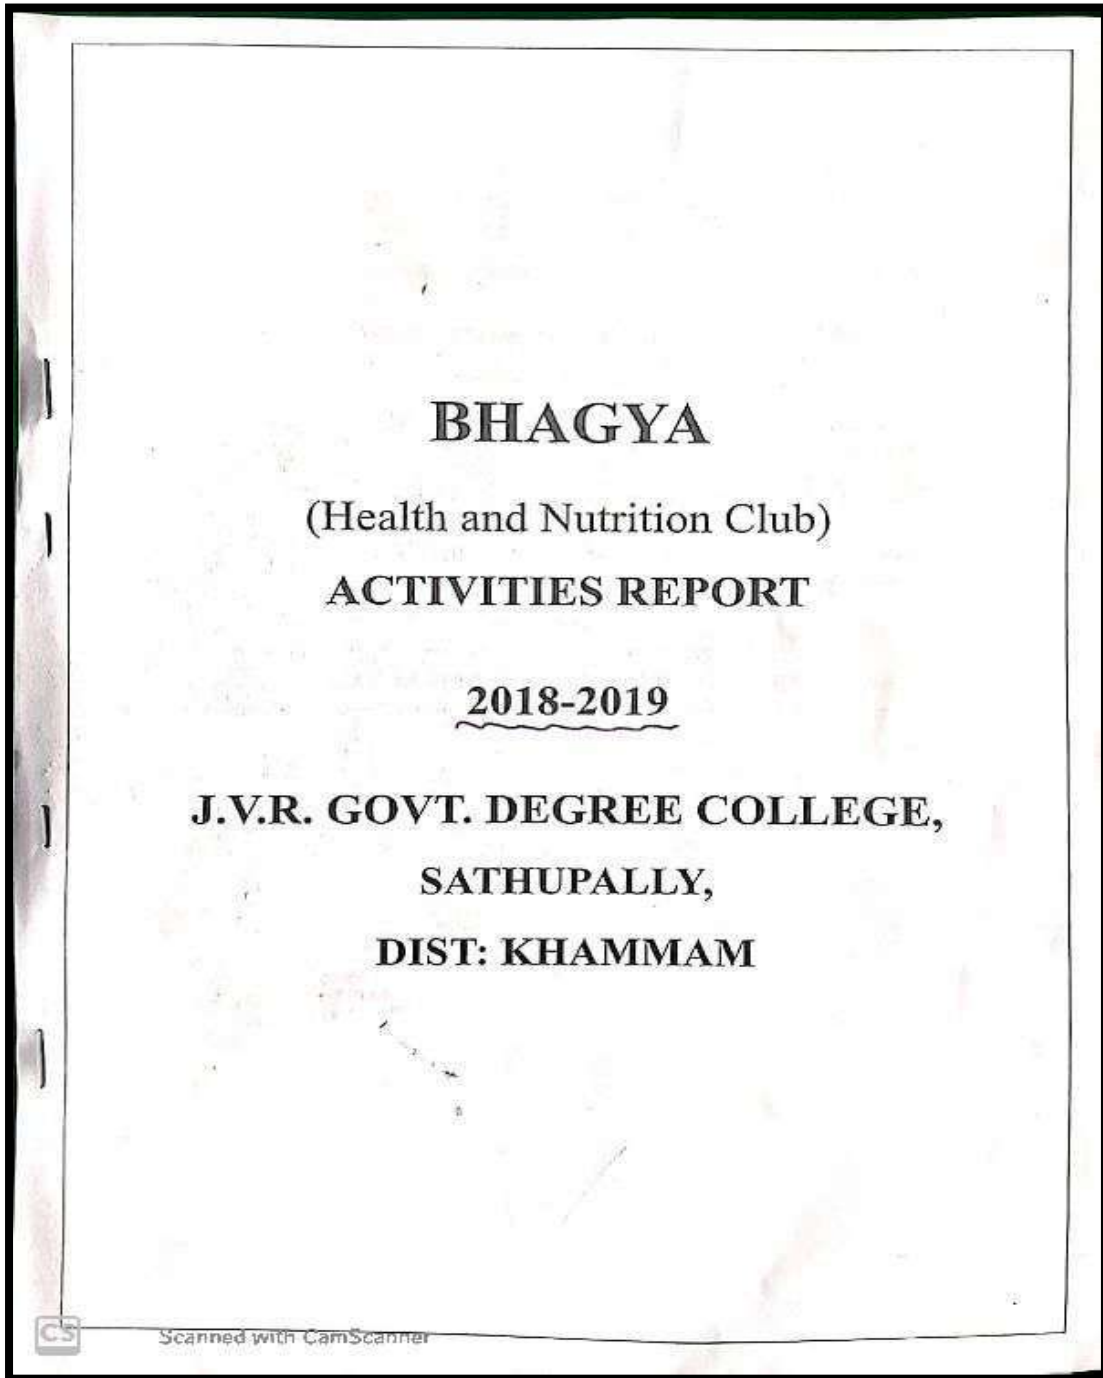 BHAGYA
(Health and Nutrition Club)
ACTIVITIES REPORT
2018-2019
J.V.R. GOVT. DEGREE COLLEGE,
SATHUPALLY,
DIST: KHAMMAM
CS Scanned with CamScanner